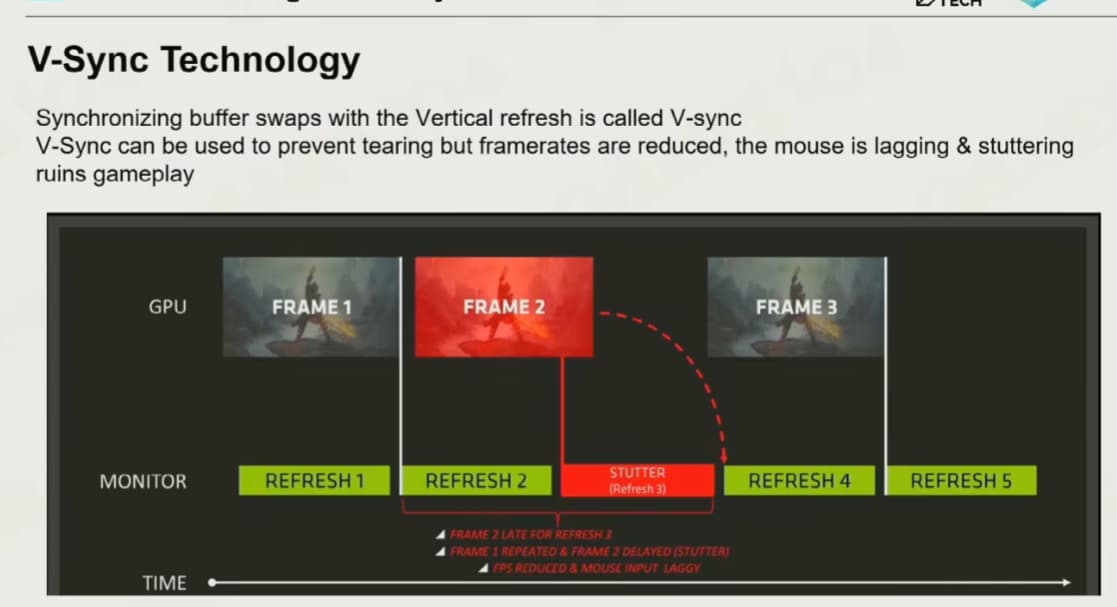 TECH
V-Sync Technology
Synchronizing buffer swaps with the Vertical refresh is called V-sync
V-Sync can be used to prevent tearing but framerates are reduced, the mouse is lagging & stuttering
ruins gameplay
GPU
FRAME 1
FRAME 2
FRAME 3
MONITOR
REFRESH 1
REFRESH 2
STUTTER
(Refresh 3)
REFRESH 4
REFRESH 5
FRAME 2 LATE FOR REFRESH 3
FRAME 1 REPEATED & FRAME 2 DELAYED (STUTTER)
FPS REDUCED & MOUSE INPUT LAGGY
TIME